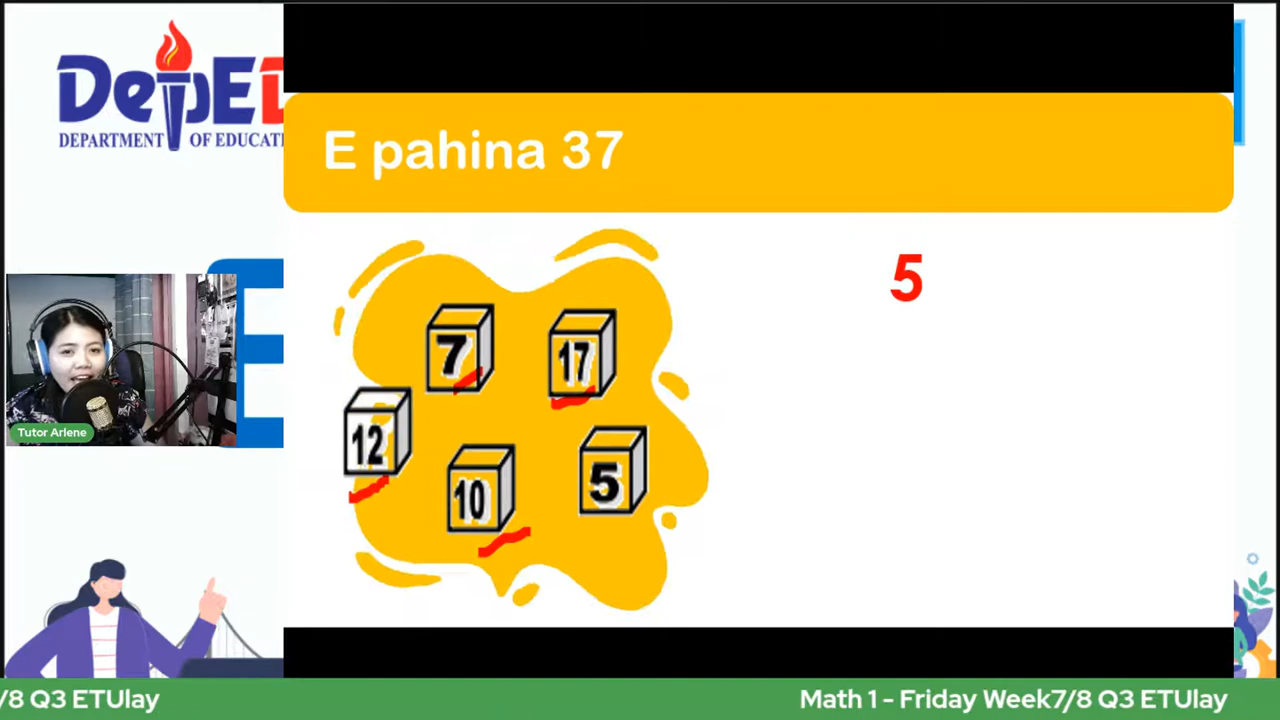 DepED
DEPARTMENT OF EDUCATI
E pahina 37
5
7
17
12
10
5
E
Tutor Arlene
/8 Q3 ETUlay
Math 1 - Friday Week7/8 Q3 ETUlay